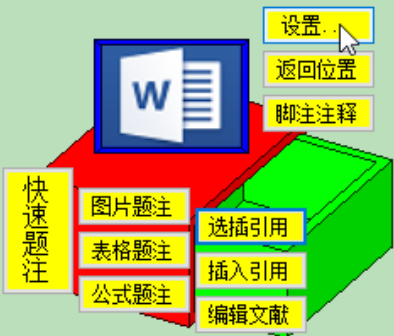 设置...
返回位置
脚注注释
W
快速题注
图片题注
表格题注
公式题注
选插引用
插入引用
编辑文献